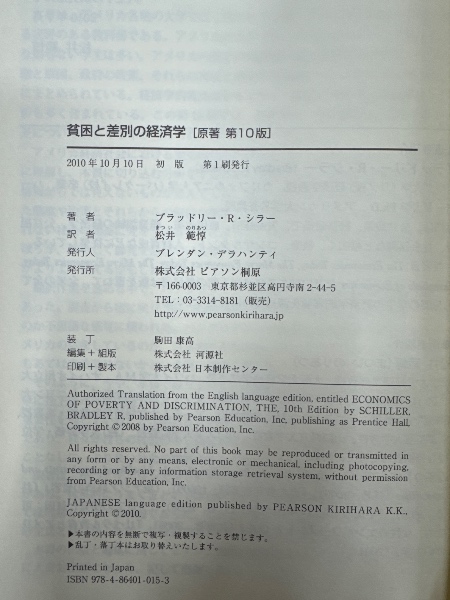 貧困と差別の経済学［原著 第10版］
2010年10月10日 初 版 第1刷発行
著 者 ブラッドリー・R・シラー
まつ い のりあつ
訳 者 松井 範惇
発行人 ブレンダン・デラハンティ
発行所 株式会社 ピアソン桐原
〒166-0003 東京都杉並区高円寺南 2-44-5
TEL：03-3314-8181（販売）
http://www.pearsonkirihara.jp
装 丁 駒田 康高
編集＋組版 株式会社 河源社
印刷＋製本 株式会社 日本制作センター
Authorized Translation from the English language edition, entitled ECONOMICS
OF POVERTY AND DISCRIMINATION, THE, 10th Edition by SCHILLER,
BRADLEY R, published by Pearson Education, Inc, publishing as Prentice Hall,
Copyright © 2008 by Pearson Education, Inc.
All rights reserved. No part of this book may be reproduced or transmitted in
any form or by any means, electronic or mechanical, including photocopying,
recording or by any information storage retrieval system, without permission
from Pearson Education, Inc.
JAPANESE language edition published by PEARSON KIRIHARA K.K.,
Copyright © 2010.
▶本書の内容を無断で複写・複製することを禁じます。
▶乱丁・落丁本はお取り替えいたします。
Printed in Japan
ISBN 978-4-86401-015-3